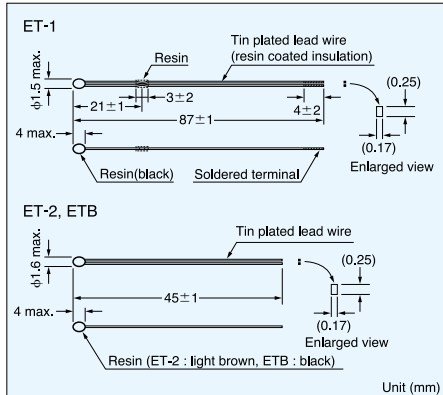 ET-1
Resin
Tin plated lead wire
(resin coated insulation)
ϕ1.5 max.
21±1
3±2
4±2
87±1
4 max.
(0.25)
(0.17)
Enlarged view
Resin(black)
Soldered terminal
ET-2, ETB
Tin plated lead wire
ϕ1.6 max.
45±1
4 max.
(0.25)
(0.17)
Enlarged view
Resin (ET-2 : light brown, ETB : black)
Unit (mm)